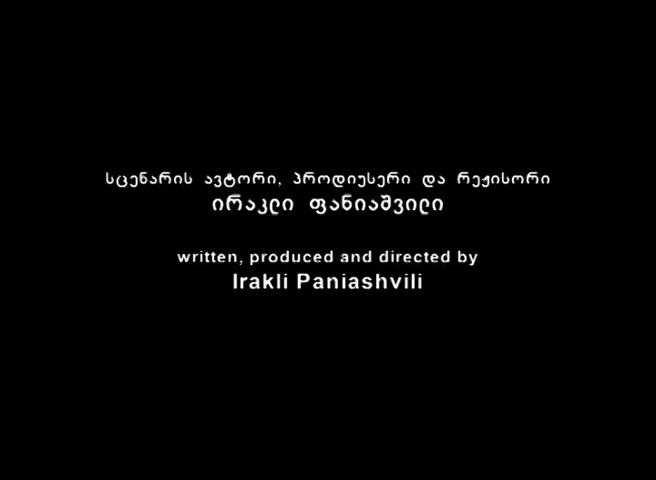 სცენარის ავტორი, პროდიუსერი და რეჟისორი
ირაკლი ფანიაშვილი
written, produced and directed by
Irakli Paniashvili